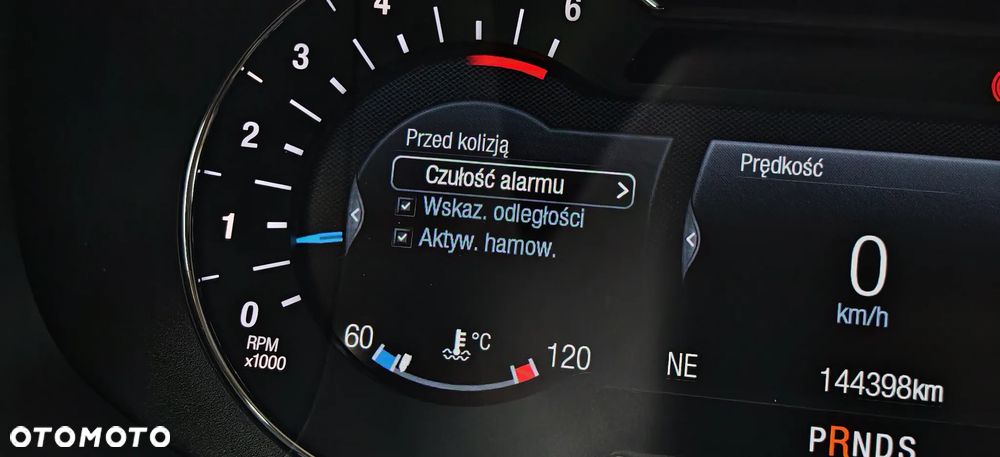 4
6
3
2
1
0
RPM
x1000
Przed kolizją
Czułość alarmu >
Wskaz. odległości
Aktyw. hamow.
60
°C
120
Prędkość
0
km/h
NE
144398km
PRNDS
OTOMOTO